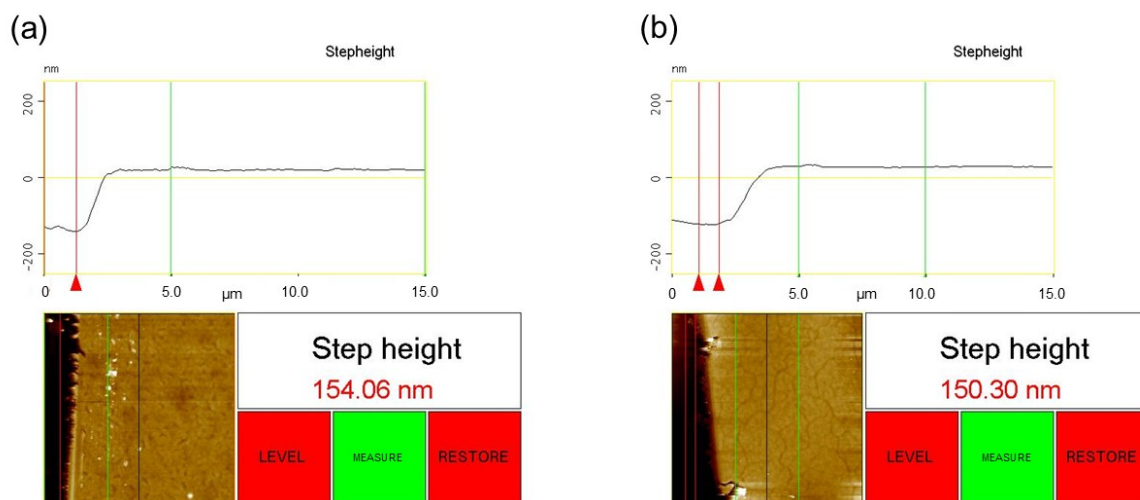 (a)
Stepheight
nm
200
0
-200
0
5.0
µm
10.0
15.0
Step height
154.06 nm
LEVEL
MEASURE
RESTORE
(b)
Stepheight
nm
200
0
-200
0
5.0
µm
10.0
15.0
Step height
150.30 nm
LEVEL
MEASURE
RESTORE